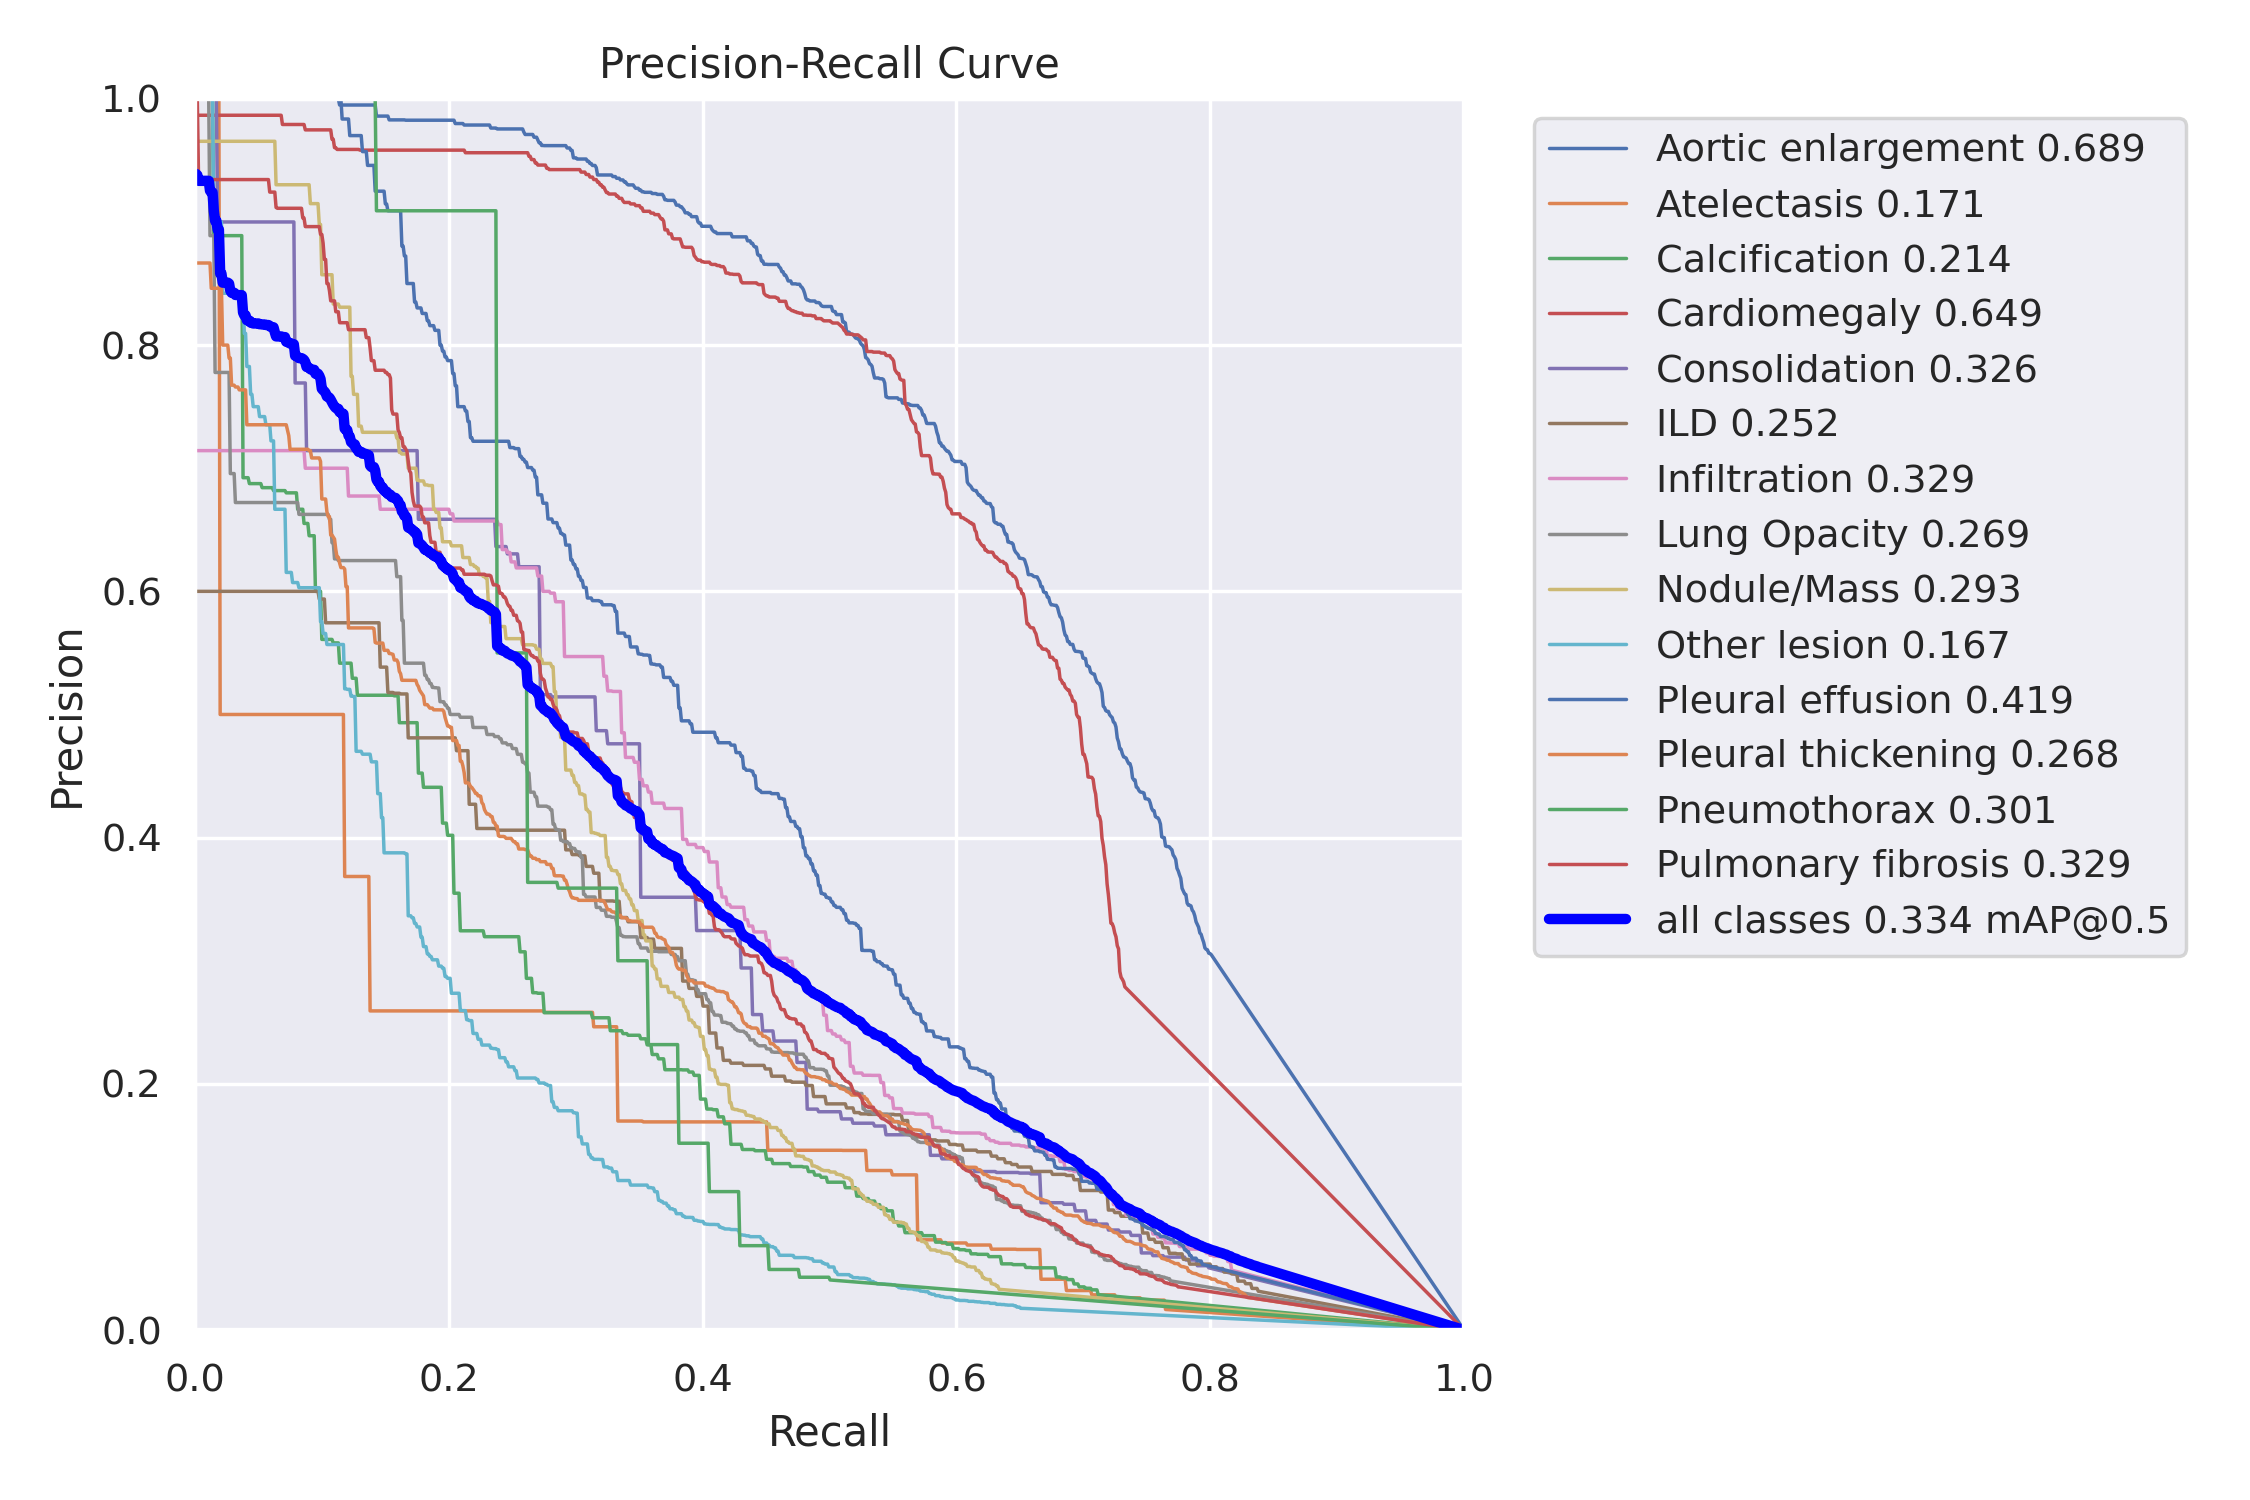 Precision-Recall Curve
1.0
0.8
0.6
0.4
0.2
0.0
Precision
0.0 0.2 0.4 0.6 0.8 1.0
Recall
Aortic enlargement 0.689
Atelectasis 0.171
Calcification 0.214
Cardiomegaly 0.649
Consolidation 0.326
ILD 0.252
Infiltration 0.329
Lung Opacity 0.269
Nodule/Mass 0.293
Other lesion 0.167
Pleural effusion 0.419
Pleural thickening 0.268
Pneumothorax 0.301
Pulmonary fibrosis 0.329
all classes 0.334 mAP@0.5